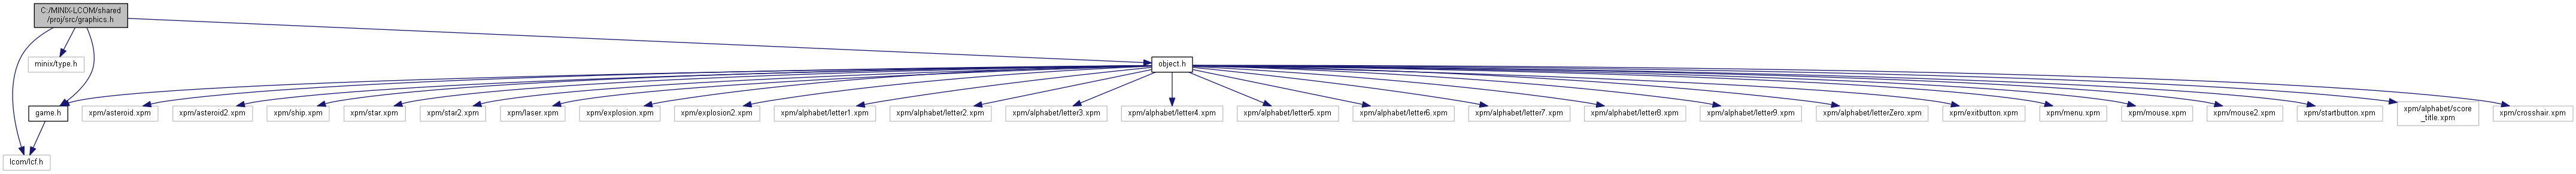 C:/MINIX-LCOM/shared
/proj/src/graphics.h
minix/type.h
object.h
game.h
xpm/asteroid.xpm
xpm/asteroid2.xpm
xpm/ship.xpm
xpm/star.xpm
xpm/star2.xpm
xpm/laser.xpm
xpm/explosion.xpm
xpm/explosion2.xpm
xpm/alphabet/letter1.xpm
xpm/alphabet/letter2.xpm
xpm/alphabet/letter3.xpm
xpm/alphabet/letter4.xpm
xpm/alphabet/letter5.xpm
xpm/alphabet/letter6.xpm
xpm/alphabet/letter7.xpm
xpm/alphabet/letter8.xpm
xpm/alphabet/letter9.xpm
xpm/alphabet/letterZero.xpm
xpm/exitbutton.xpm
xpm/menu.xpm
xpm/mouse.xpm
xpm/mouse2.xpm
xpm/startbutton.xpm
xpm/alphabet/score
_title.xpm
xpm/crosshair.xpm
lcom/lcf.h